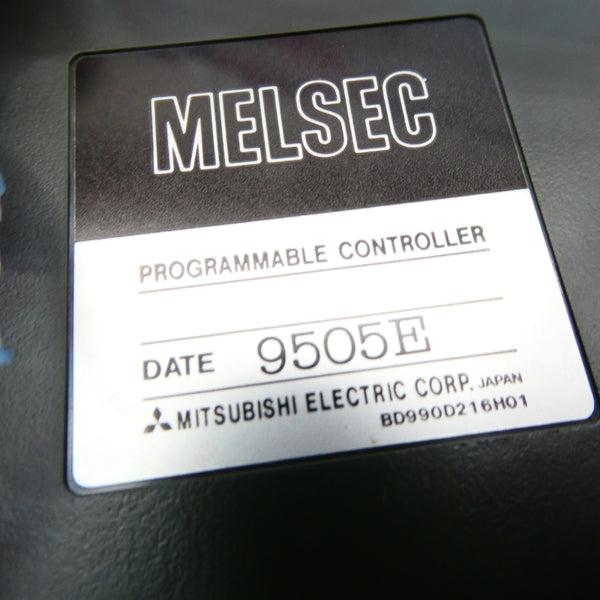 MELSEC
PROGRAMMABLE CONTROLLER
DATE 9505E
MITSUBISHI ELECTRIC CORP. JAPAN
BD990D216H01